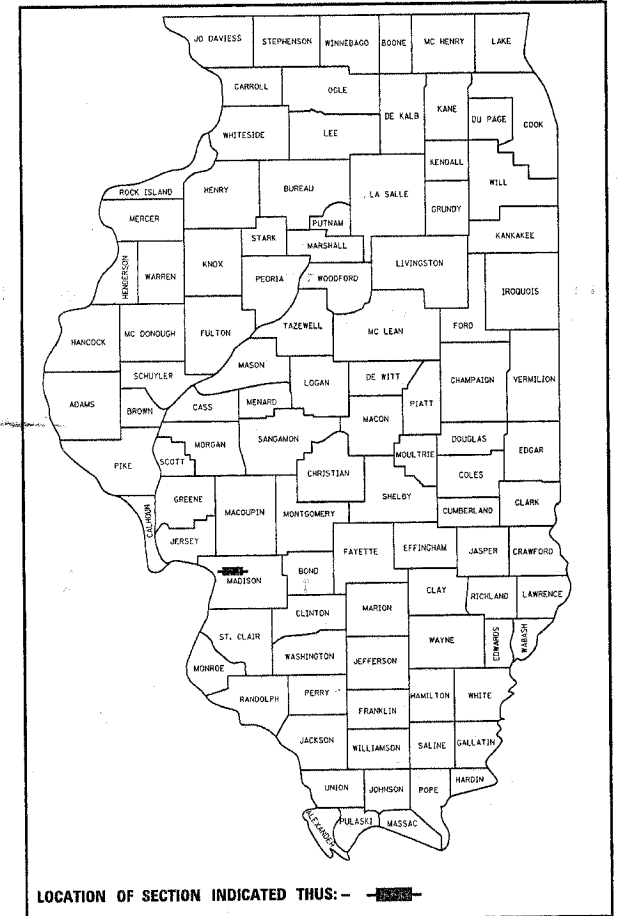 JO DAVIESS STEPHENSON WINNEBAGO BOONE MC HENRY LAKE
CARROLL OGLE DE KALB KANE DU PAGE COOK
WHITESIDE LEE
KENDALL WILL
ROCK ISLAND HENRY BUREAU LA SALLE GRUNDY
MERCER PUTNAM KANKAKEE
STARK MARSHALL
HENDERSON WARREN KNOX PEORIA WOODFORD LIVINGSTON IROQUOIS
HANCOCK MC DONOUGH FULTON TAZEWELL MC LEAN FORD
SCHUYLER MASON LOGAN DE WITT CHAMPAIGN VERMILION
ADAMS BROWN CASS MENARD MACON PIATT
MORGAN SANGAMON DOUGLAS EDGAR
PIKE SCOTT CHRISTIAN MOULTRIE COLES
GREENE MACOUPIN MONTGOMERY SHELBY CUMBERLAND CLARK
CALHOUN JERSEY FAYETTE EFFINGHAM JASPER CRAWFORD
MADISON BOND CLAY RICHLAND LAWRENCE
CLINTON MARION
ST. CLAIR WAYNE EDWARDS WABASH
MONROE WASHINGTON JEFFERSON
RANDOLPH PERRY HAMILTON WHITE
FRANKLIN
JACKSON WILLIAMSON SALINE GALLATIN
UNION JOHNSON POPE HARDIN
ALEXANDER PULASKI MASSAC
LOCATION OF SECTION INDICATED THUS: -